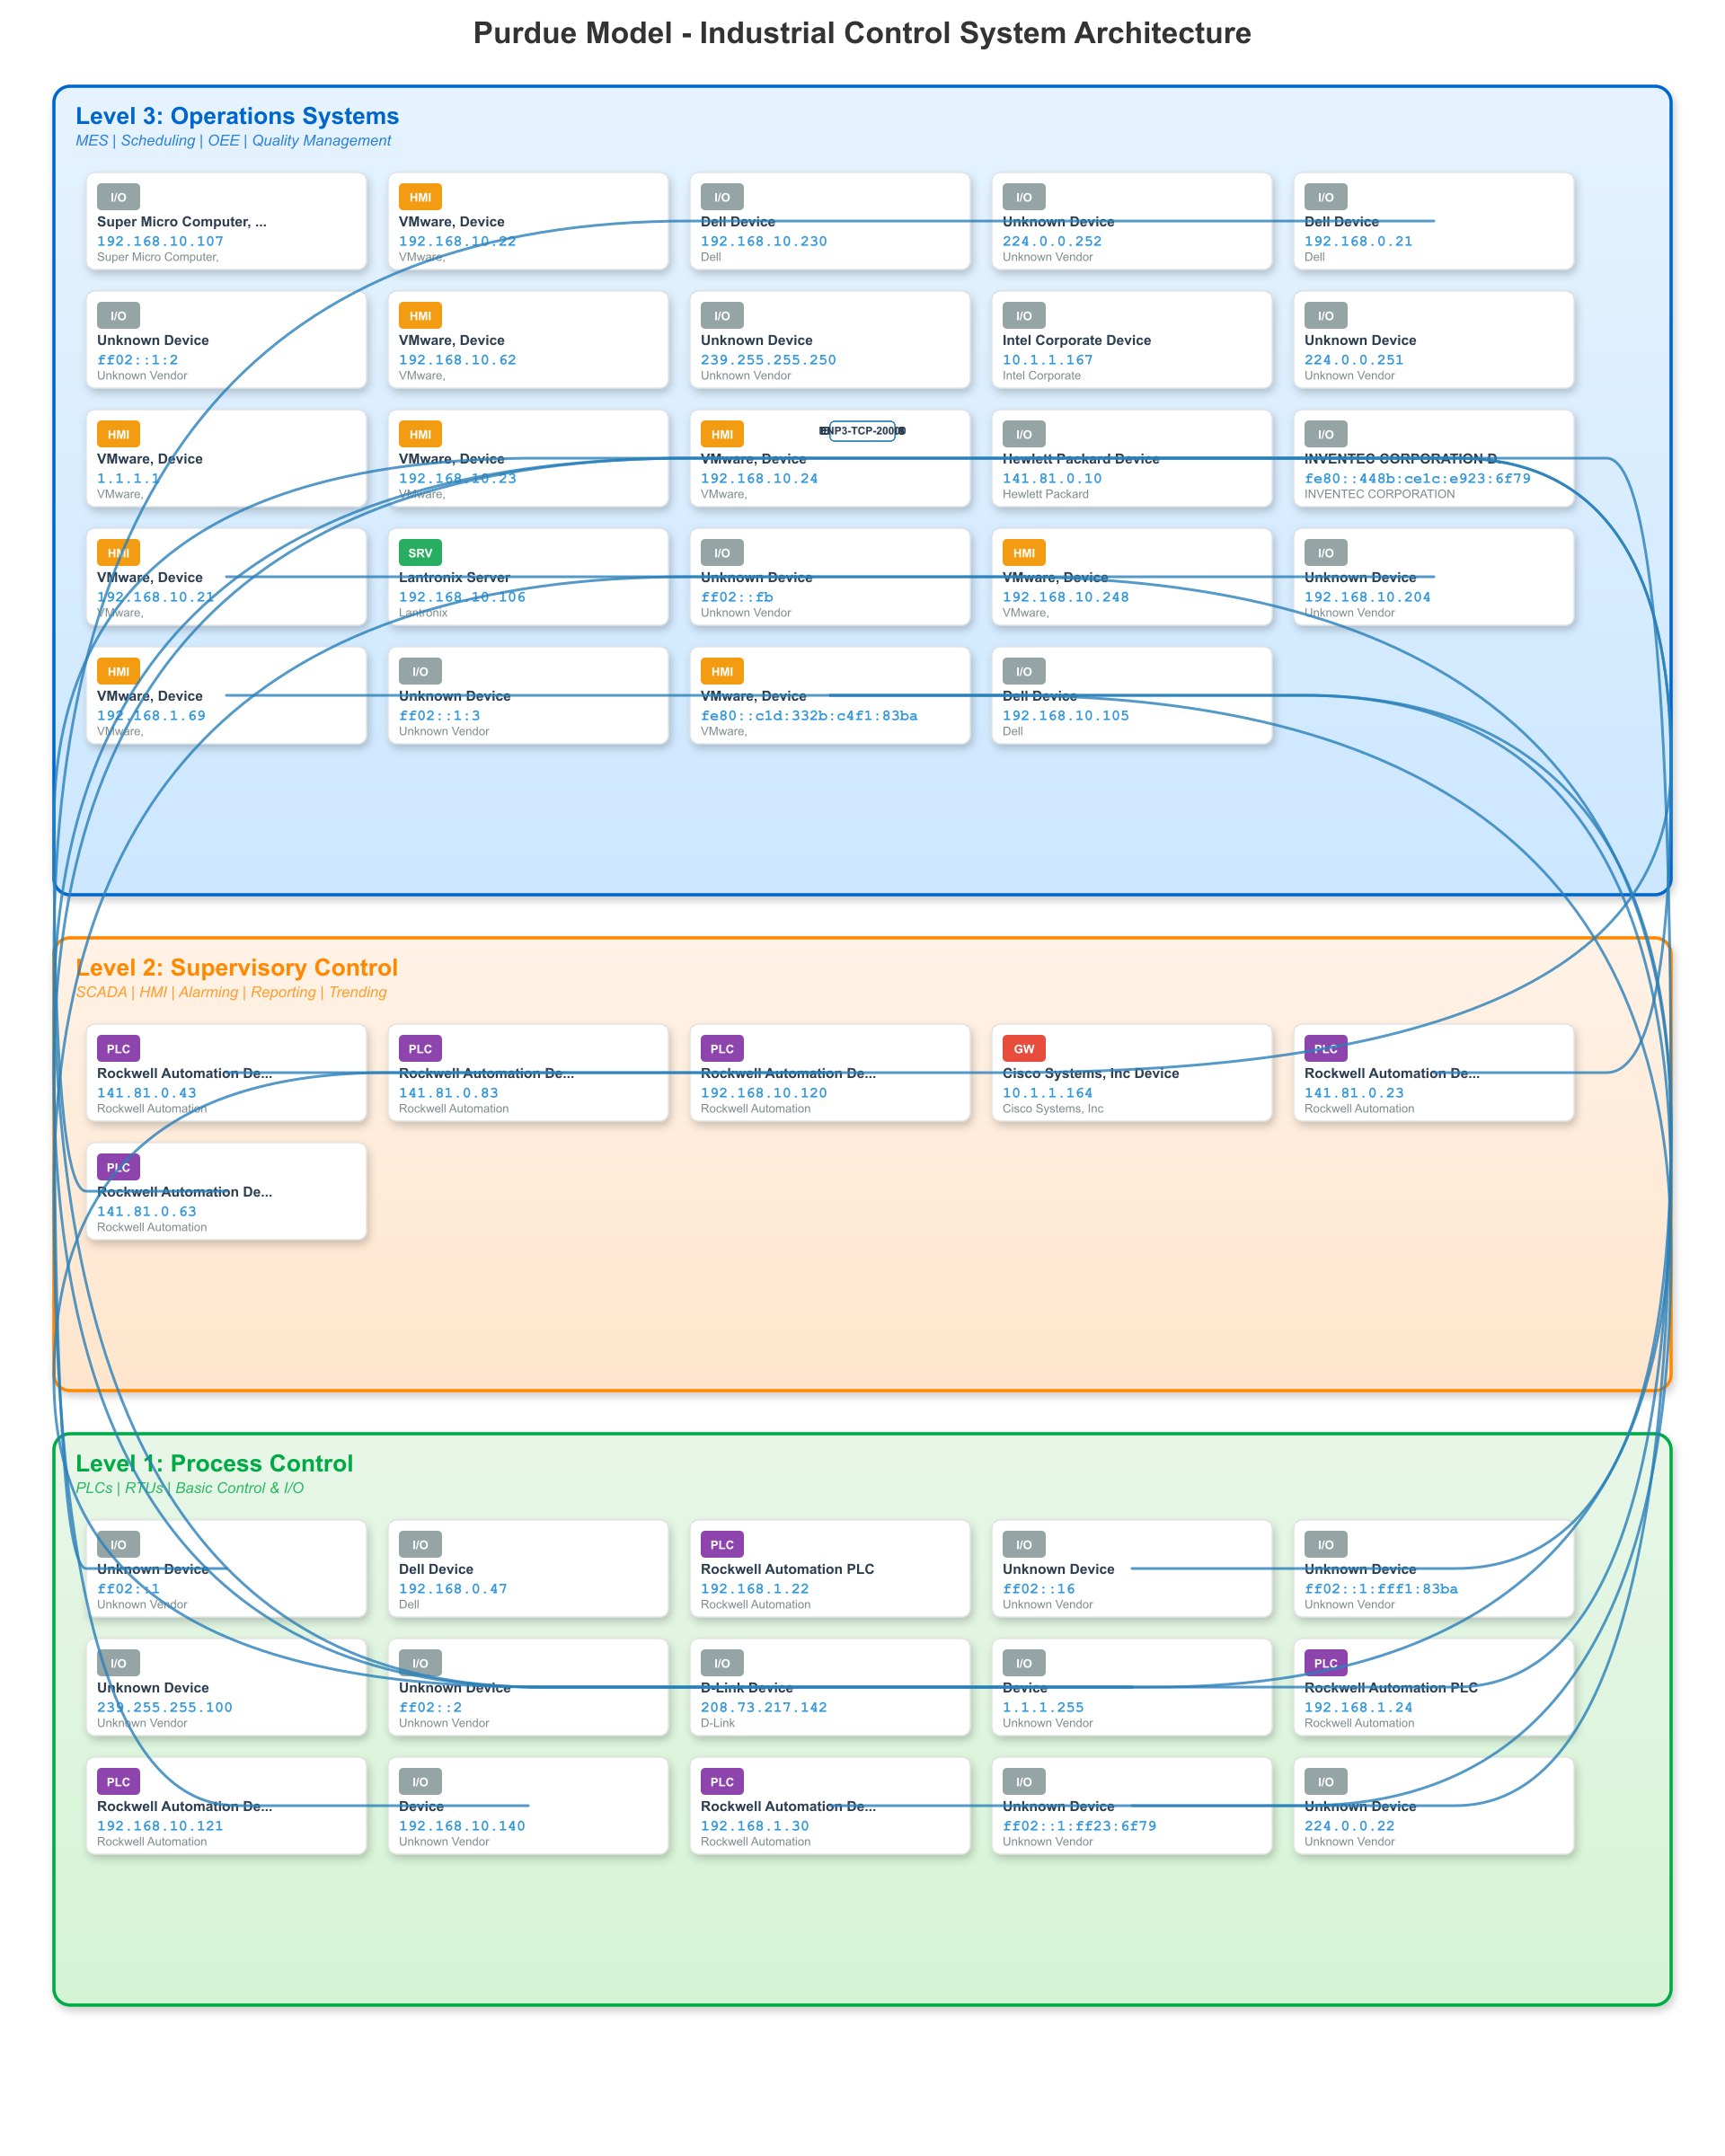 Purdue Model - Industrial Control System Architecture
Level 3: Operations Systems
MES | Scheduling | OEE | Quality Management
I/O
Super Micro Computer, ...
192.168.10.107
Super Micro Computer,
HMI
VMware, Device
192.168.10.22
VMware,
I/O
Dell Device
192.168.10.230
Dell
I/O
Unknown Device
224.0.0.252
Unknown Vendor
I/O
Dell Device
192.168.0.21
Dell
I/O
Unknown Device
ff02::1:2
Unknown Vendor
HMI
VMware, Device
192.168.10.62
VMware,
I/O
Unknown Device
239.255.255.250
Unknown Vendor
I/O
Intel Corporate Device
10.1.1.167
Intel Corporate
I/O
Unknown Device
224.0.0.251
Unknown Vendor
HMI
VMware, Device
1.1.1.1
VMware,
HMI
VMware, Device
192.168.10.23
VMware,
HMI
VMware, Device
192.168.10.24
VMware,
I/O
Hewlett Packard Device
141.81.0.10
Hewlett Packard
I/O
INVENTEC CORPORATION D...
fe80::448b:ce1c:e923:6f79
INVENTEC CORPORATION
HMI
VMware, Device
192.168.10.21
VMware,
SRV
Lantronix Server
192.168.10.106
Lantronix
I/O
Unknown Device
ff02::fb
Unknown Vendor
HMI
VMware, Device
192.168.10.248
VMware,
I/O
Unknown Device
192.168.10.204
Unknown Vendor
HMI
VMware, Device
192.168.1.69
VMware,
I/O
Unknown Device
ff02::1:3
Unknown Vendor
HMI
VMware, Device
fe80::c1d:332b:c4f1:83ba
VMware,
I/O
Dell Device
192.168.10.105
Dell
Level 2: Supervisory Control
SCADA | HMI | Alarming | Reporting | Trending
PLC
Rockwell Automation De...
141.81.0.43
Rockwell Automation
PLC
Rockwell Automation De...
141.81.0.83
Rockwell Automation
PLC
Rockwell Automation De...
192.168.10.120
Rockwell Automation
GW
Cisco Systems, Inc Device
10.1.1.164
Cisco Systems, Inc
PLC
Rockwell Automation De...
141.81.0.23
Rockwell Automation
PLC
Rockwell Automation De...
141.81.0.63
Rockwell Automation
Level 1: Process Control
PLCs | RTUs | Basic Control & I/O
I/O
Unknown Device
ff02::1
Unknown Vendor
I/O
Dell Device
192.168.0.47
Dell
PLC
Rockwell Automation PLC
192.168.1.22
Rockwell Automation
I/O
Unknown Device
ff02::16
Unknown Vendor
I/O
Unknown Device
ff02::1:fff1:83ba
Unknown Vendor
I/O
Unknown Device
239.255.255.100
Unknown Vendor
I/O
Unknown Device
ff02::2
Unknown Vendor
I/O
D-Link Device
208.73.217.142
D-Link
I/O
Device
1.1.1.255
Unknown Vendor
PLC
Rockwell Automation PLC
192.168.1.24
Rockwell Automation
PLC
Rockwell Automation De...
192.168.10.121
Rockwell Automation
I/O
Device
192.168.10.140
Unknown Vendor
PLC
Rockwell Automation De...
192.168.1.30
Rockwell Automation
I/O
Unknown Device
ff02::1:ff23:6f79
Unknown Vendor
I/O
Unknown Device
224.0.0.22
Unknown Vendor